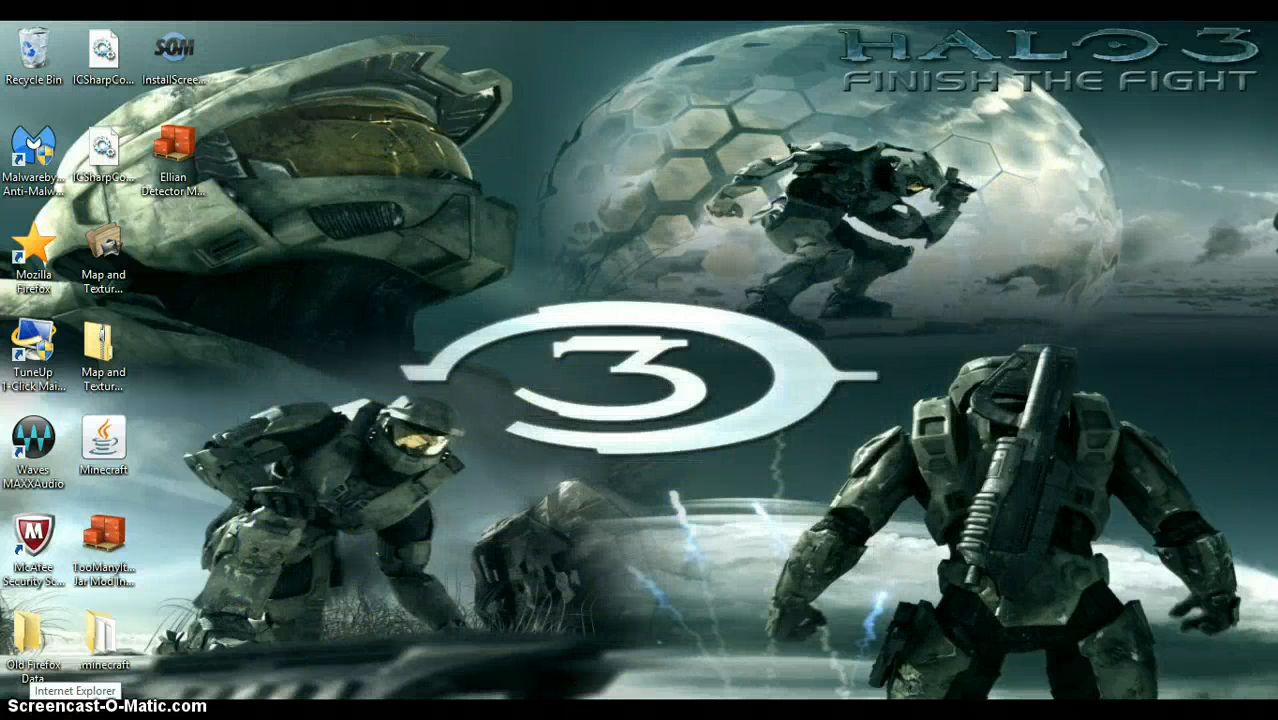 HALO 3
FINISH THE FIGHT
3
SOM
Recycle Bin
ICSharpCo...
InstallScree...
Malwareby...
Anti-Malw...
ICSharpCo...
Ellian
Detector M...
Mozilla
Firefox
Map and
Textur...
TuneUp
1-Click Mai...
Map and
Textur...
Waves
MAXXAudio
Minecraft
McAfee
Security Sc...
TooManyIt...
Jar Mod In...
Old Firefox
Data
minecraft
Internet Explorer
Screencast-O-Matic.com